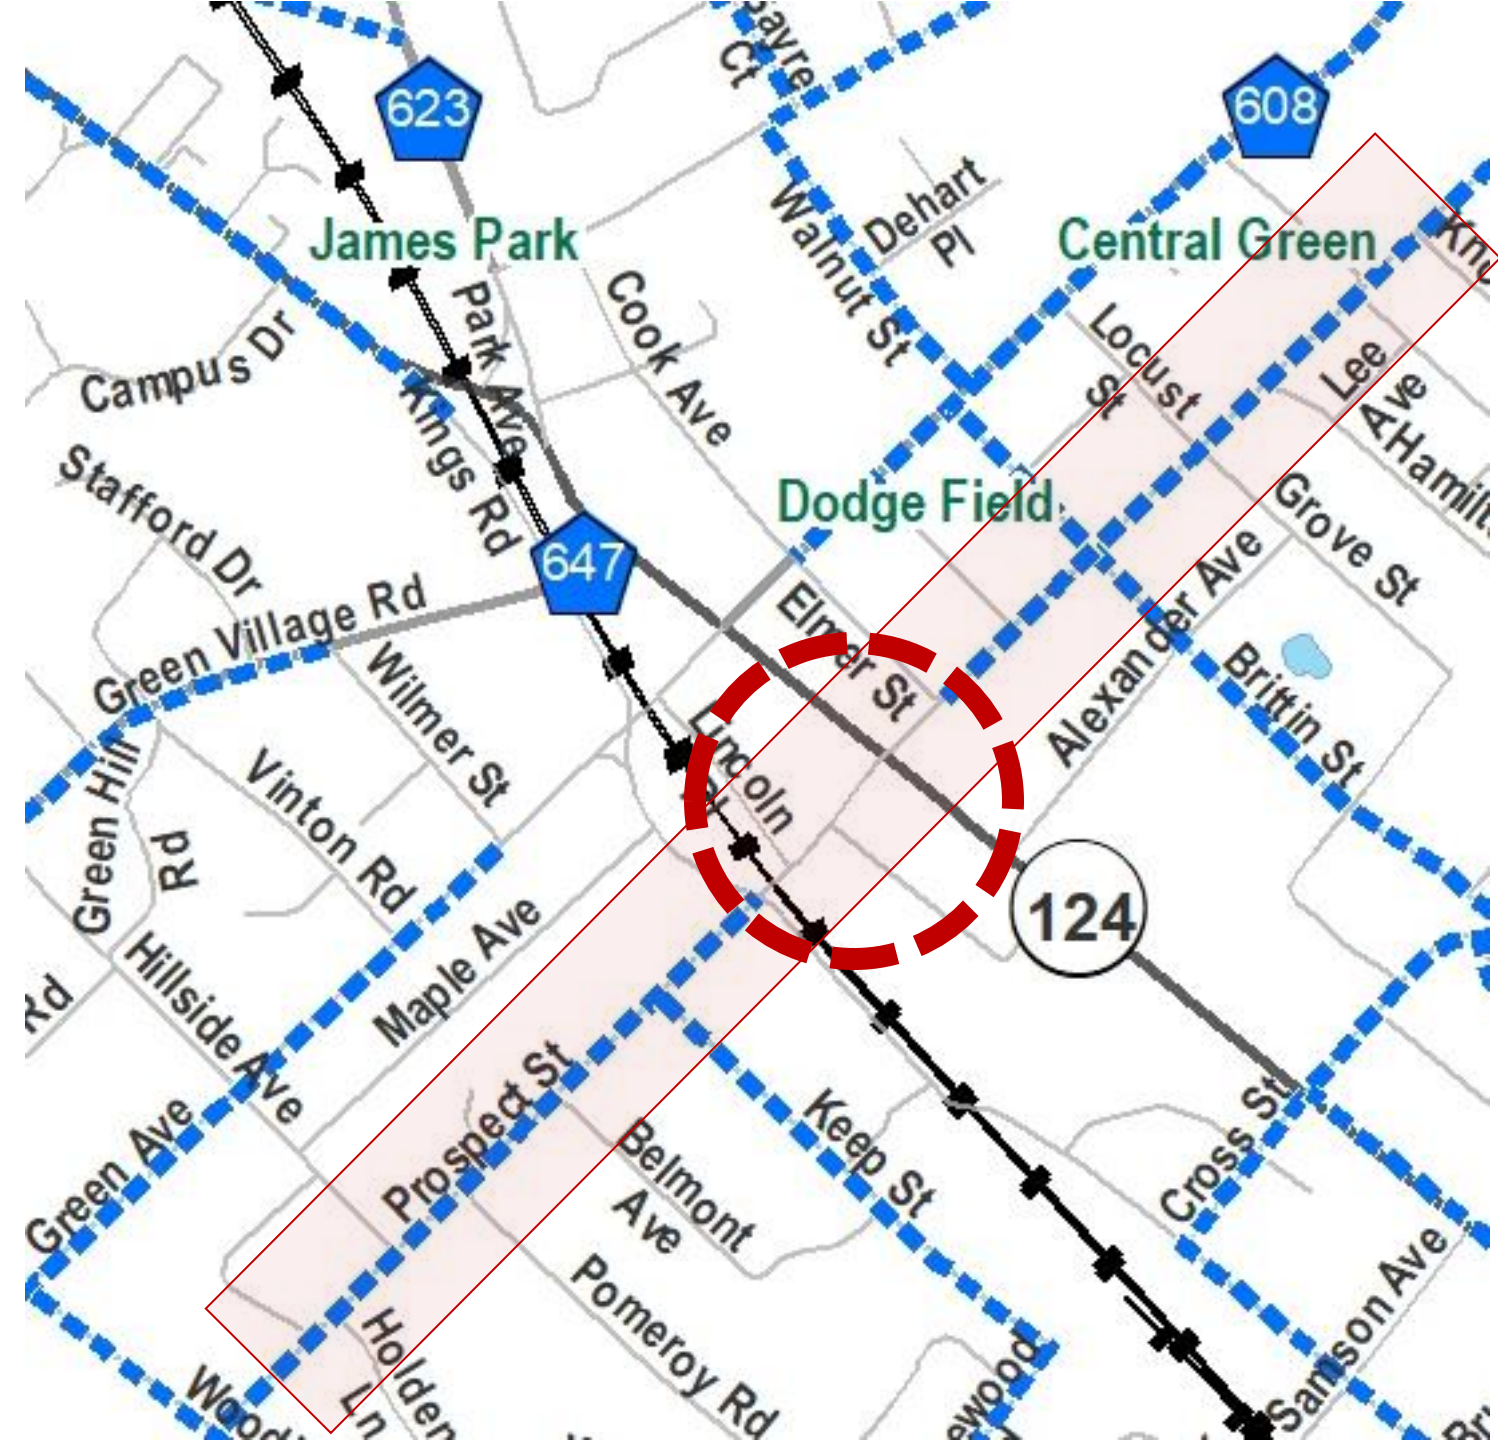 Sayre
Ct
623
608
Dehart
Pl
Walnut St
James Park
Central Green
Park Ave
Cook Ave
Campus Dr
Kings Rd
Locust
St
Lee
Ave
Stafford Dr
Dodge Field
Grove St
647
Green Village Rd
Elmer St
Alexander Ave
Wilmer St
Brittin St
Lincoln
Pl
Green Hill
Rd
Vinton Rd
124
Maple Ave
Hillside Ave
Rd
Prospect St
Green Ave
Belmont
Ave
Keep St
Cross St
Pomeroy Rd
Samson Ave
Holden
Ln